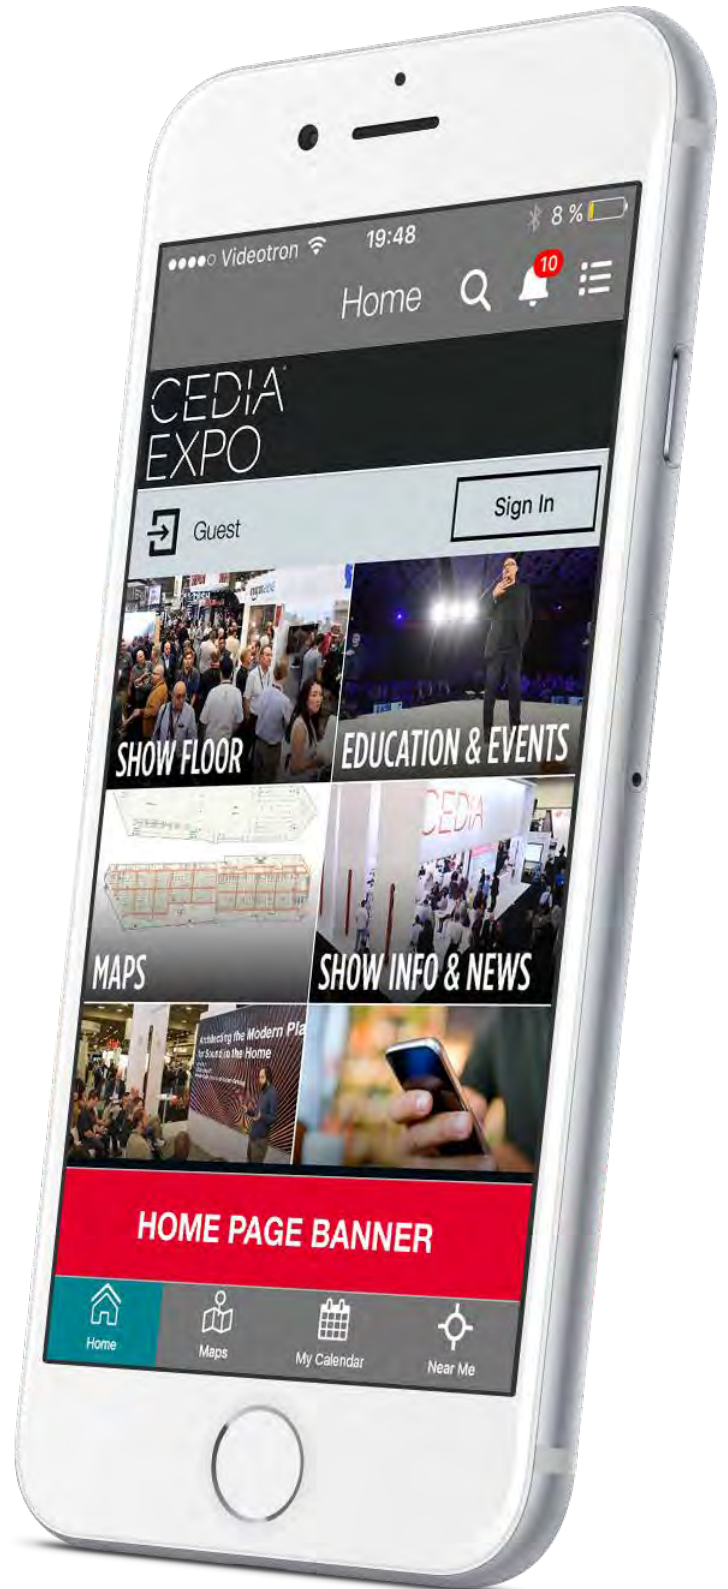 Videotron 19:48 8 %
Home 10
CEDIA
EXPO
Guest Sign In
SHOW FLOOR EDUCATION & EVENTS
CEDIA
MAPS SHOW INFO & NEWS
Architecting the Modern Pla
for Sound in the Home
HOME PAGE BANNER
Home Maps My Calendar Near Me